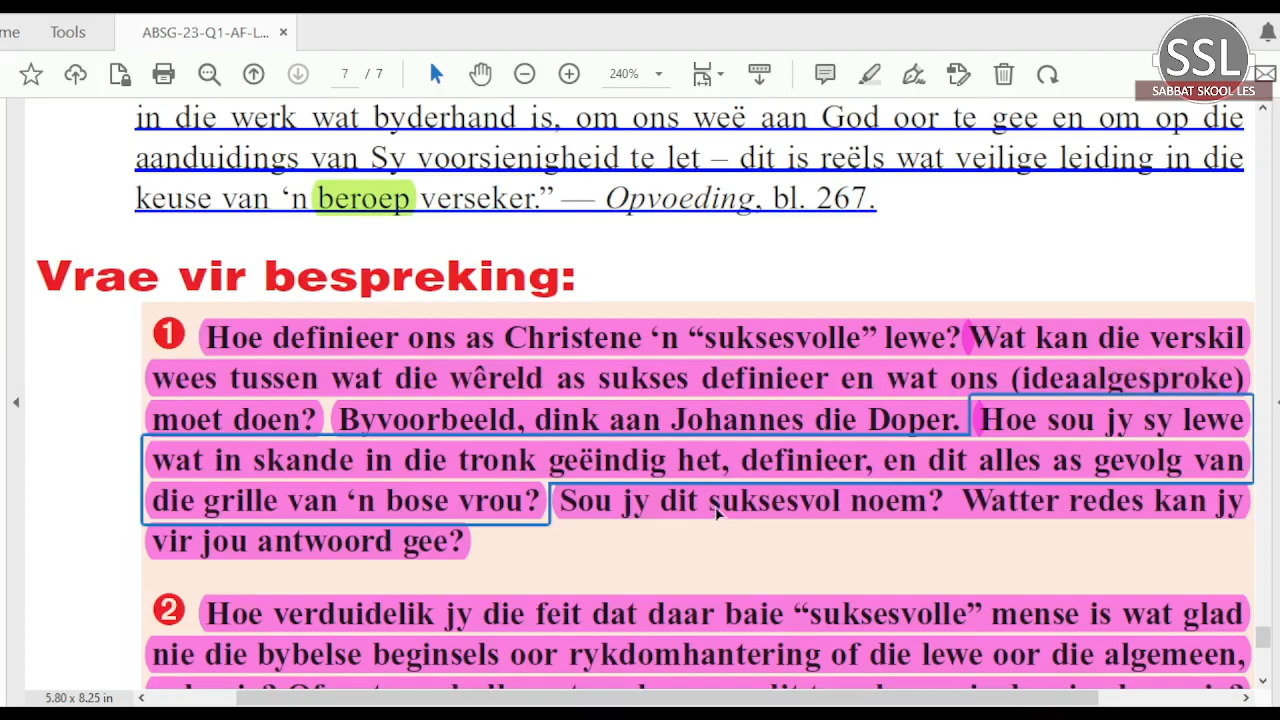 me Tools ABSG-23-Q1-AF-L... ×
7 / 7 240%
SSL
SABBAT SKOOL LES
in die werk wat byderhand is, om ons weë aan God oor te gee en om op die
aanduidings van Sy voorsienigheid te let – dit is reëls wat veilige leiding in die
keuse van ‘n beroep verseker.” — Opvoeding, bl. 267.
Vrae vir bespreking:
1 Hoe definieer ons as Christene ‘n “suksesvolle” lewe? Wat kan die verskil
wees tussen wat die wêreld as sukses definieer en wat ons (ideaalgesproke)
moet doen? Byvoorbeeld, dink aan Johannes die Doper. Hoe sou jy sy lewe
wat in skande in die tronk geëindig het, definieer, en dit alles as gevolg van
die grille van ‘n bose vrou? Sou jy dit suksesvol noem? Watter redes kan jy
vir jou antwoord gee?
2 Hoe verduidelik jy die feit dat daar baie “suksesvolle” mense is wat glad
nie die bybelse beginsels oor rykdomhantering of die lewe oor die algemeen,
5.80 x 8.25 in